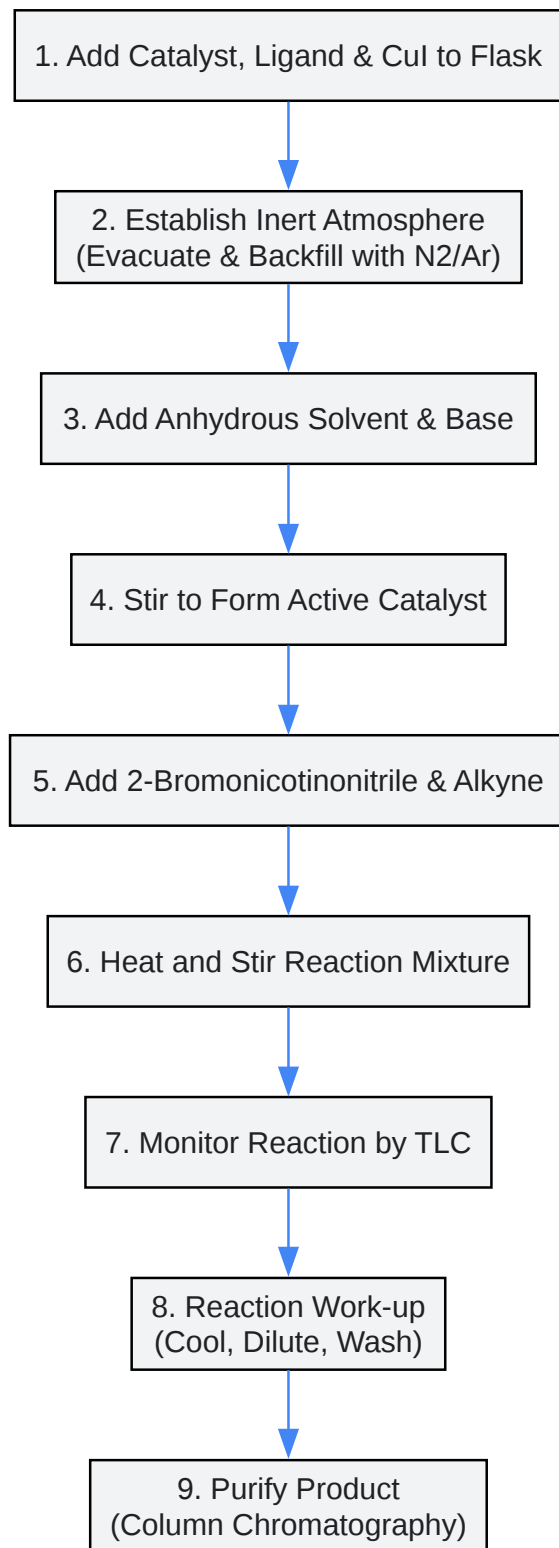 1. Add Catalyst, Ligand & CuI to Flask
2. Establish Inert Atmosphere
(Evacuate & Backfill with N2/Ar)
3. Add Anhydrous Solvent & Base
4. Stir to Form Active Catalyst
5. Add 2-Bromonicotinonitrile & Alkyne
6. Heat and Stir Reaction Mixture
7. Monitor Reaction by TLC
8. Reaction Work-up
(Cool, Dilute, Wash)
9. Purify Product
(Column Chromatography)